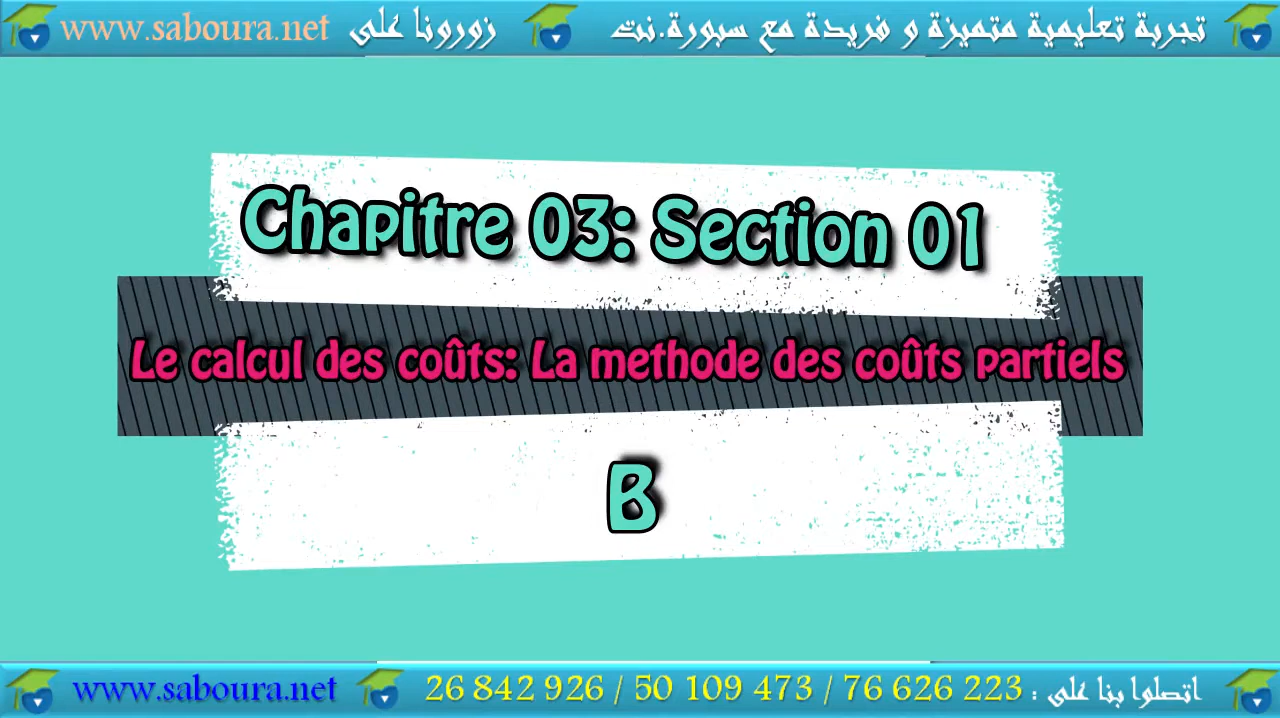 www.saboura.net زورونا على تجربة تعليمية متميزة و فريدة مع سبورة.نت
Chapitre 03: Section 01
Le calcul des coûts: La methode des coûts partiels
B
www.saboura.net اتصلوا بنا على : 26 842 926 / 50 109 473 / 76 626 223